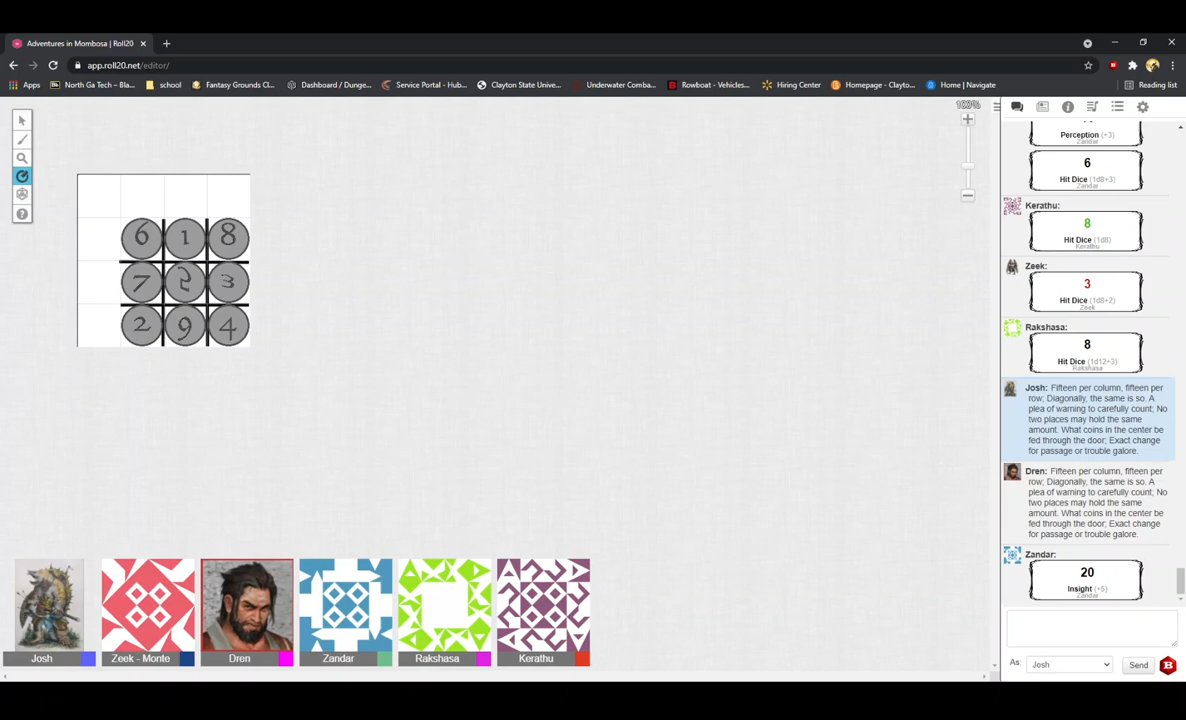 Adventures in Mombosa | Roll20
app.roll20.net/editor/
Apps
North Ga Tech – Bla...
school
Fantasy Grounds Cl...
Dashboard / Dunge...
Service Portal - Hub...
Clayton State Unive...
Underwater Comba...
Rowboat - Vehicles...
Hiring Center
Homepage - Clayto...
Home | Navigate
Reading list
6 1 8
7 5 3
2 9 4
Perception (+3)
Zandar
6
Hit Dice (1d8+3)
Zandar
Kerathu:
8
Hit Dice (1d8)
Kerathu
Zeek:
3
Hit Dice (1d8+2)
Zeek
Rakshasa:
8
Hit Dice (1d12+3)
Rakshasa
Josh: Fifteen per column, fifteen per
row; Diagonally, the same is so. A
plea of warning to carefully count; No
two places may hold the same
amount. What coins in the center be
fed through the door; Exact change
for passage or trouble galore.
Dren: Fifteen per column, fifteen per
row; Diagonally, the same is so. A
plea of warning to carefully count; No
two places may hold the same
amount. What coins in the center be
fed through the door; Exact change
for passage or trouble galore.
Zandar:
20
Insight (+5)
Zandar
As:
Josh
Send
Josh
Zeek - Monte
Dren
Zandar
Rakshasa
Kerathu